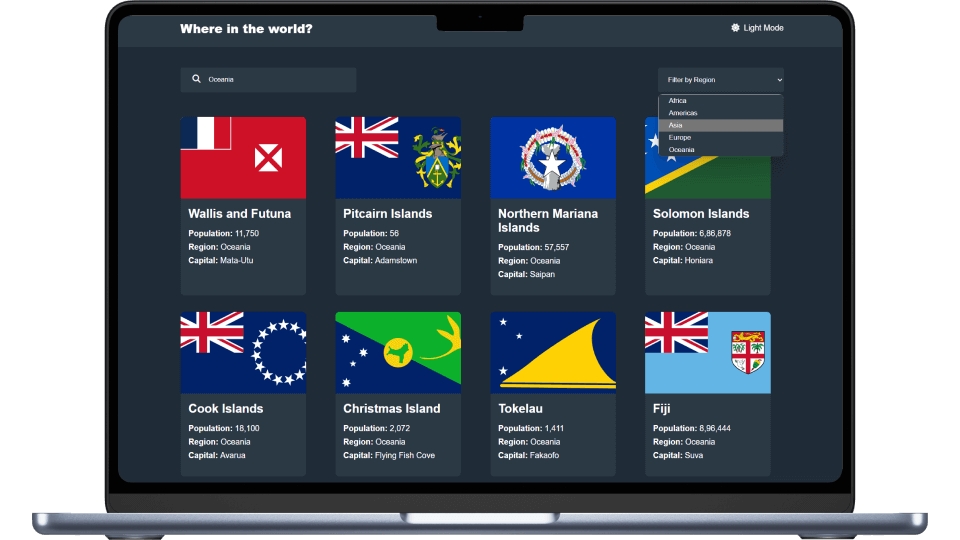 Where in the world?
Light Mode
Oceania
Filter by Region
Africa
Americas
Asia
Europe
Oceania
Wallis and Futuna
Population: 11,750
Region: Oceania
Capital: Mata-Utu
Pitcairn Islands
Population: 56
Region: Oceania
Capital: Adamstown
Northern Mariana
Islands
Population: 57,557
Region: Oceania
Capital: Saipan
Solomon Islands
Population: 6,86,878
Region: Oceania
Capital: Honiara
Cook Islands
Population: 18,100
Region: Oceania
Capital: Avarua
Christmas Island
Population: 2,072
Region: Oceania
Capital: Flying Fish Cove
Tokelau
Population: 1,411
Region: Oceania
Capital: Fakaofo
Fiji
Population: 8,96,444
Region: Oceania
Capital: Suva